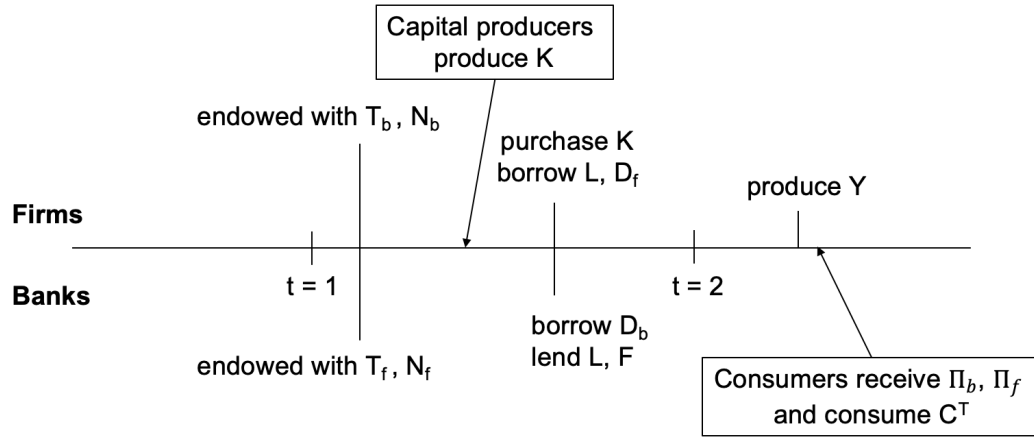 Capital producers
produce K
endowed with T_b , N_b
purchase K
borrow L, D_f
produce Y
Firms
t = 1
t = 2
Banks
borrow D_b
lend L, F
endowed with T_f , N_f
Consumers receive Π_b, Π_f
and consume C^T